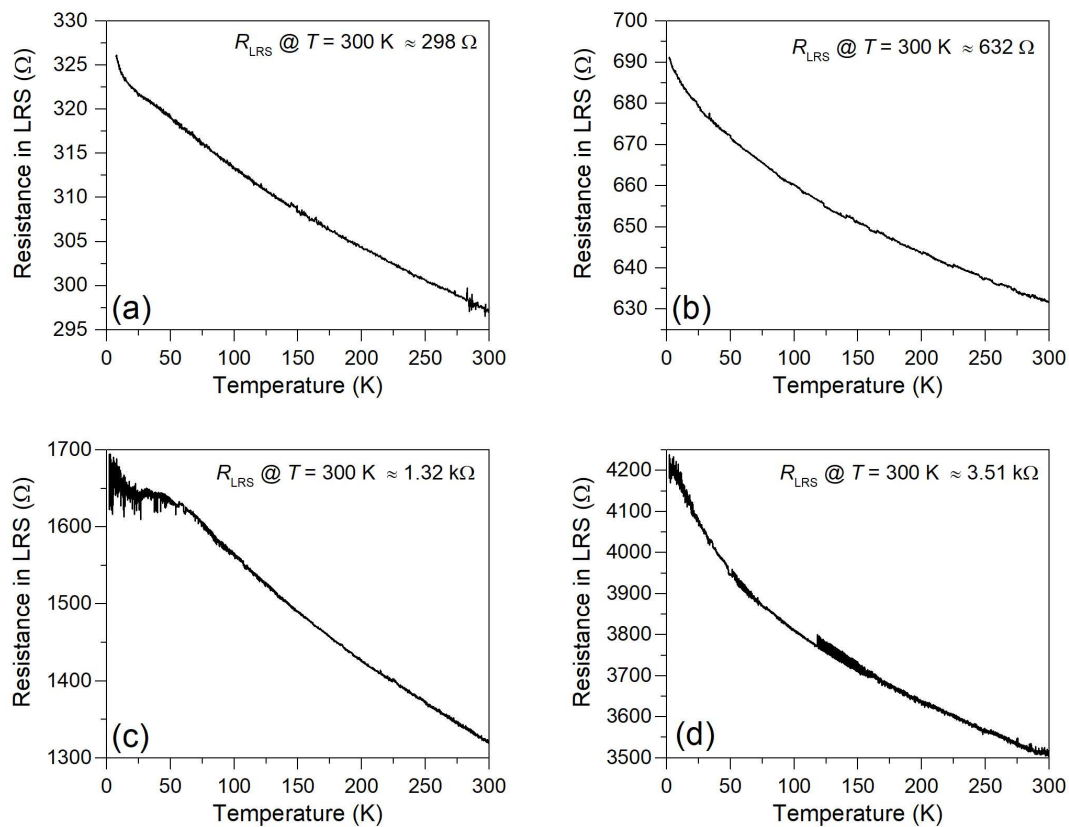 R_LRS @ T = 300 K ≈ 298 Ω
330
325
320
315
310
305
300
295
Resistance in LRS (Ω)
(a)
0 50 100 150 200 250 300
Temperature (K)
R_LRS @ T = 300 K ≈ 632 Ω
700
690
680
670
660
650
640
630
Resistance in LRS (Ω)
(b)
0 50 100 150 200 250 300
Temperature (K)
R_LRS @ T = 300 K ≈ 1.32 kΩ
1700
1600
1500
1400
1300
Resistance in LRS (Ω)
(c)
0 50 100 150 200 250 300
Temperature (K)
R_LRS @ T = 300 K ≈ 3.51 kΩ
4200
4100
4000
3900
3800
3700
3600
3500
Resistance in LRS (Ω)
(d)
0 50 100 150 200 250 300
Temperature (K)